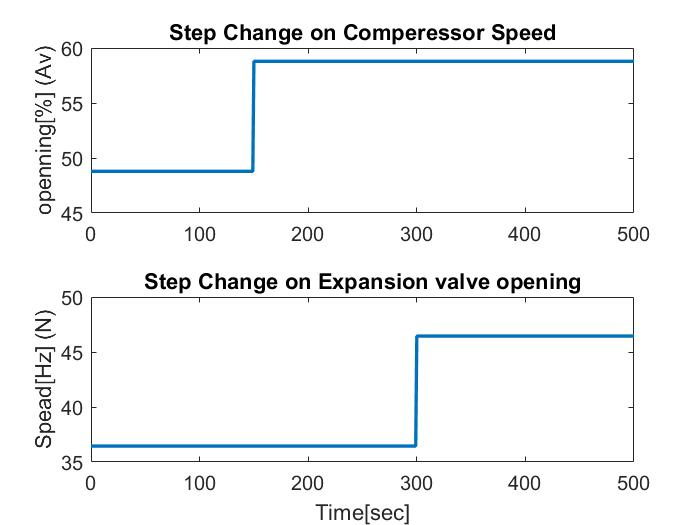 Step Change on Comperessor Speed
openning[%] (Av)
60
55
50
45
0 100 200 300 400 500
Step Change on Expansion valve opening
Spead[Hz] (N)
50
45
40
35
0 100 200 300 400 500
Time[sec]